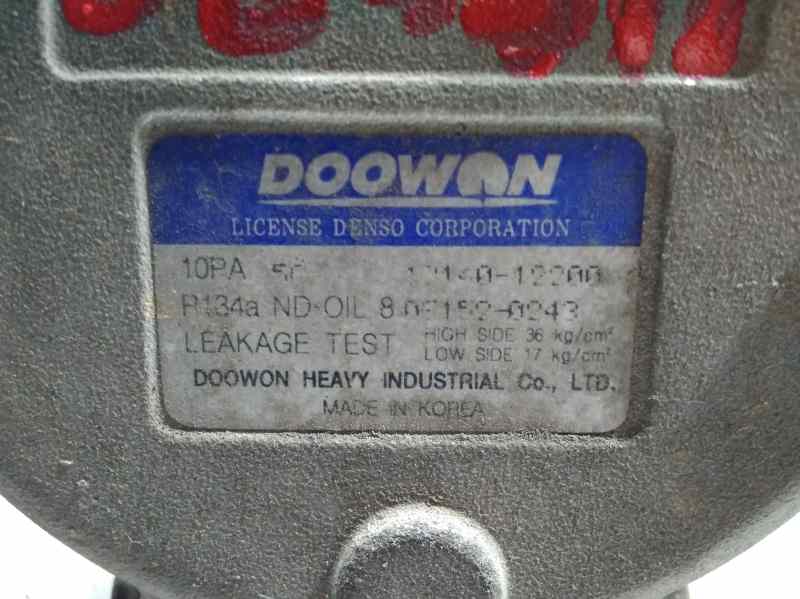 DOOWON
LICENSE DENSO CORPORATION
10PA
R134a ND-OIL 8
LEAKAGE TEST HIGH SIDE 36 kg/cm²
LOW SIDE 17 kg/cm²
DOOWON HEAVY INDUSTRIAL Co., LTD.
MADE IN KOREA